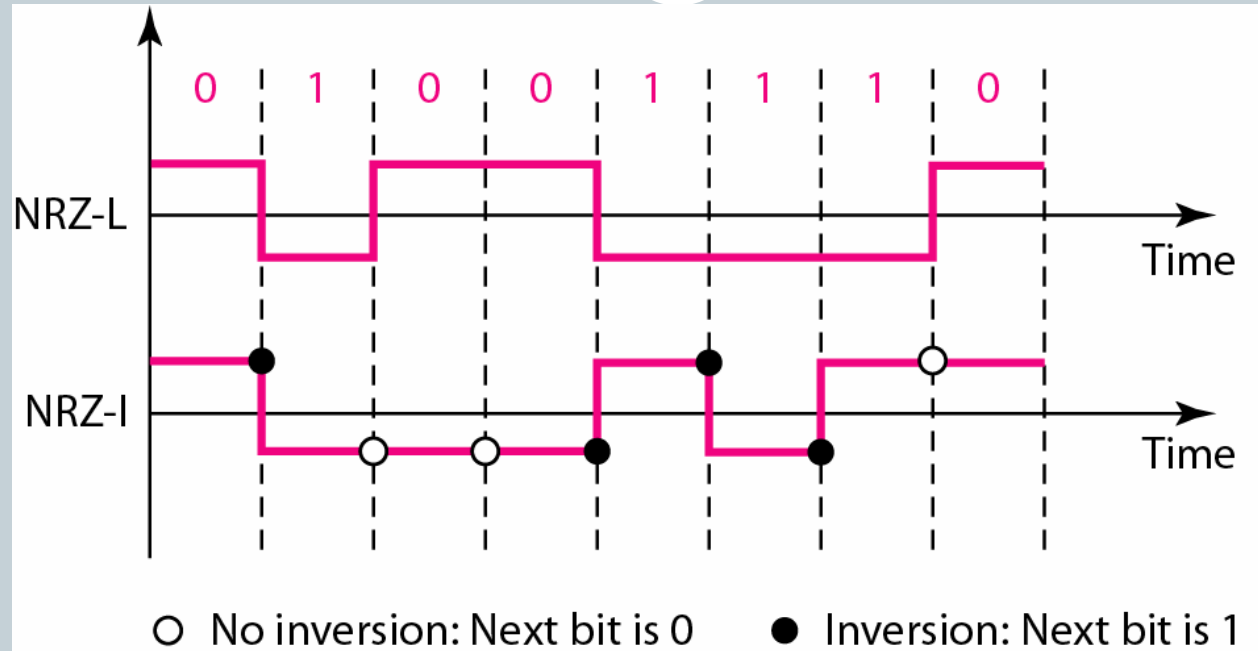 0 1 0 0 1 1 1 0
NRZ-L
Time
NRZ-I
Time
No inversion: Next bit is 0 Inversion: Next bit is 1